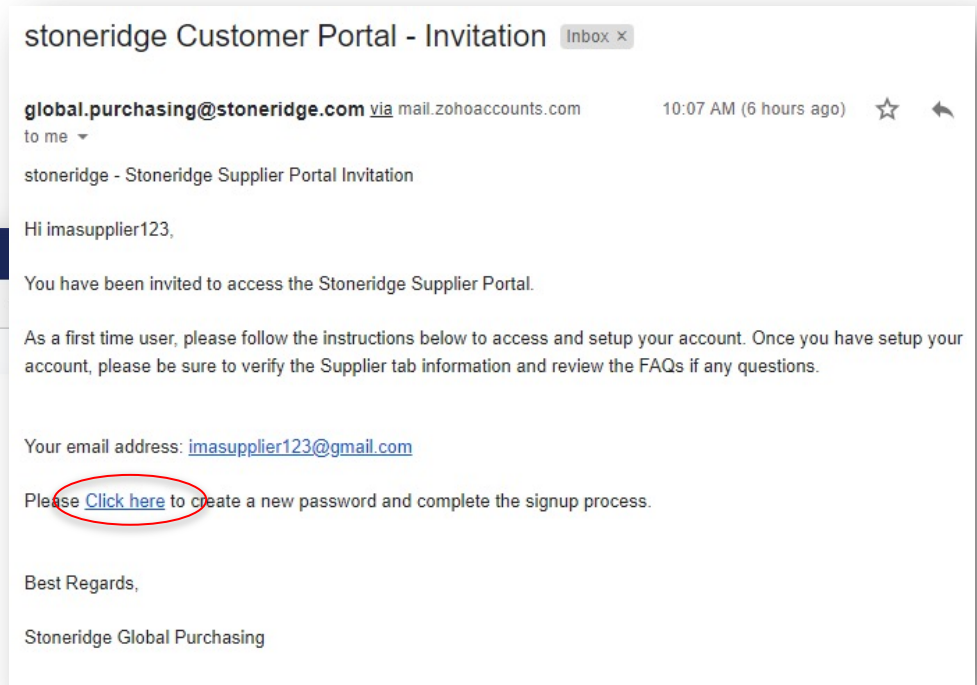 stoneridge Customer Portal - Invitation Inbox ×
global.purchasing@stoneridge.com via mail.zohoaccounts.com 10:07 AM (6 hours ago)
to me
stoneridge - Stoneridge Supplier Portal Invitation
Hi imasupplier123,
You have been invited to access the Stoneridge Supplier Portal.
As a first time user, please follow the instructions below to access and setup your account. Once you have setup your
account, please be sure to verify the Supplier tab information and review the FAQs if any questions.
Your email address: imasupplier123@gmail.com
Please Click here to create a new password and complete the signup process.
Best Regards,
Stoneridge Global Purchasing